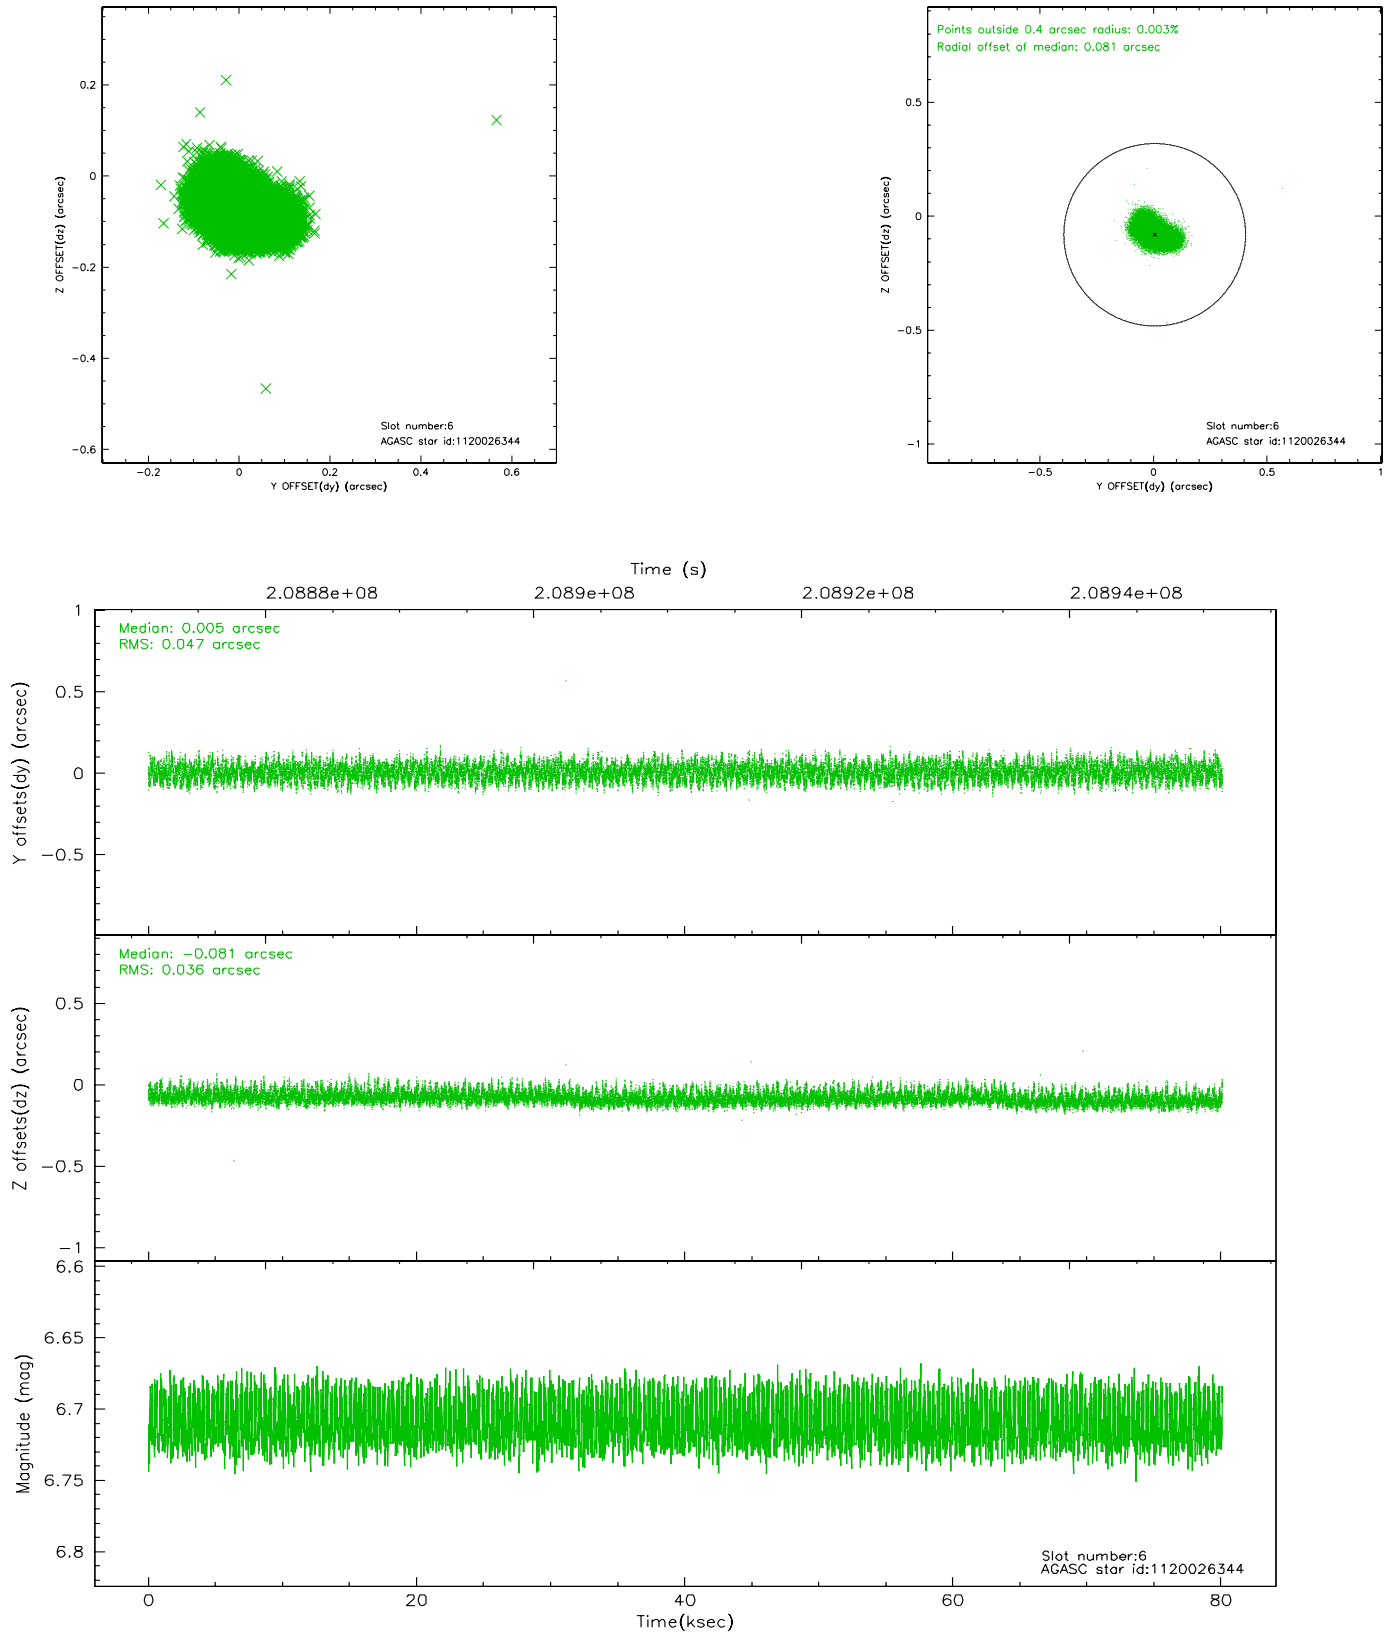 Points outside 0.4 arcsec radius: 0.003%
Radial offset of median: 0.081 arcsec
0.2
0
−0.2
−0.4
−0.6
Z OFFSET(dz) (arcsec)
Slot number:6
AGASC star id:1120026344
−0.2
0
0.2
0.4
0.6
Y OFFSET(dy) (arcsec)
0.5
0
−0.5
−1
Z OFFSET(dz) (arcsec)
Slot number:6
AGASC star id:1120026344
−0.5
0
0.5
1
Y OFFSET(dy) (arcsec)
Time (s)
2.0888e+08
2.089e+08
2.0892e+08
2.0894e+08
Median: 0.005 arcsec
RMS: 0.047 arcsec
1
0.5
0
−0.5
Y offsets(dy) (arcsec)
Median: −0.081 arcsec
RMS: 0.036 arcsec
0.5
0
−0.5
−1
Z offsets(dz) (arcsec)
6.6
6.65
6.7
6.75
6.8
Magnitude (mag)
Slot number:6
AGASC star id:1120026344
0
20
40
60
80
Time(ksec)